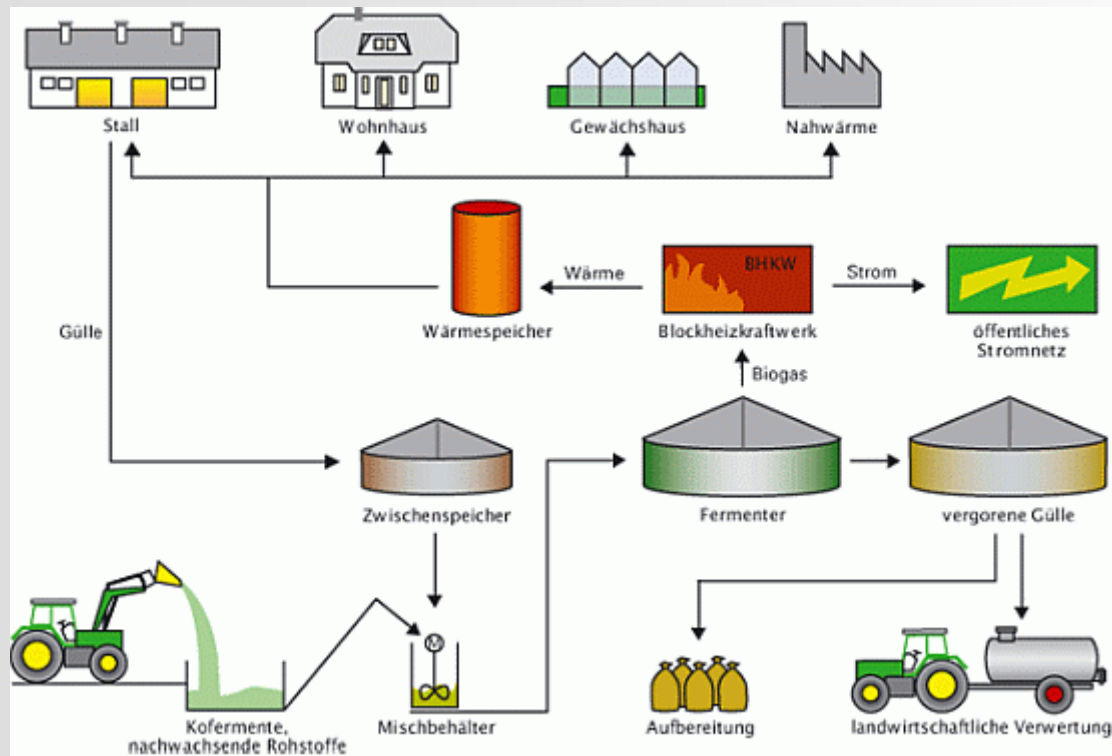 Stall
Wohnhaus
Gewächshaus
Nahwärme
Gülle
Wärme
BHKW
Strom
Wärmespeicher
Blockheizkraftwerk
öffentliches
Stromnetz
Biogas
Zwischenspeicher
Fermenter
vergorene Gülle
M
Kofermente,
nachwachsende Rohstoffe
Mischbehälter
Aufbereitung
landwirtschaftliche Verwertung